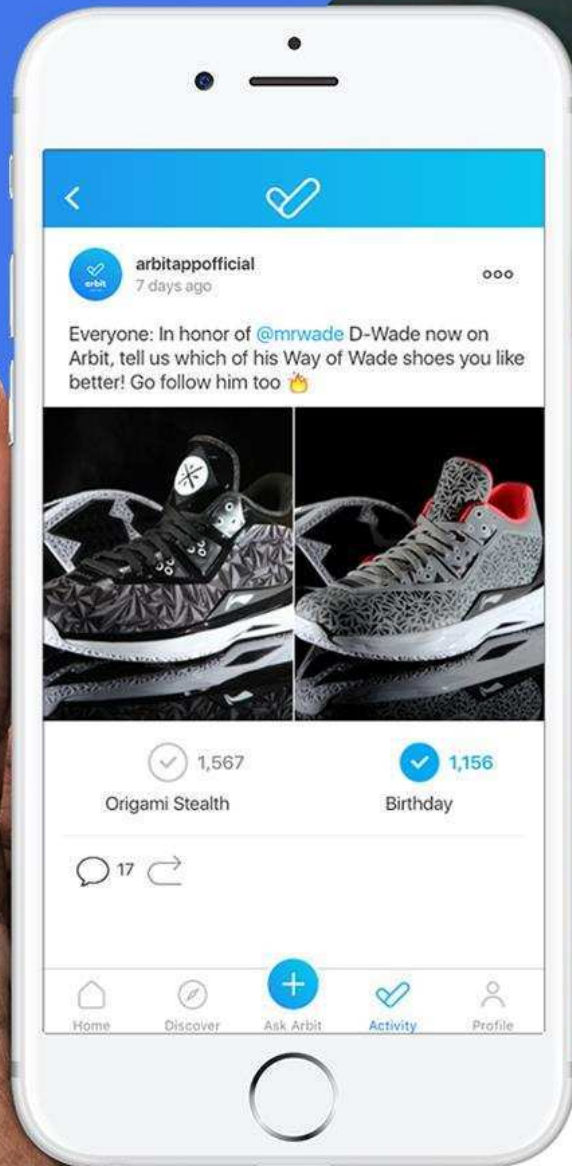 arbit
arbitappofficial
7 days ago
Everyone: In honor of @mrwade D-Wade now on
Arbit, tell us which of his Way of Wade shoes you like
better! Go follow him too 🔥
1,567
1,156
Origami Stealth
Birthday
17
Home
Discover
Ask Arbit
Activity
Profile